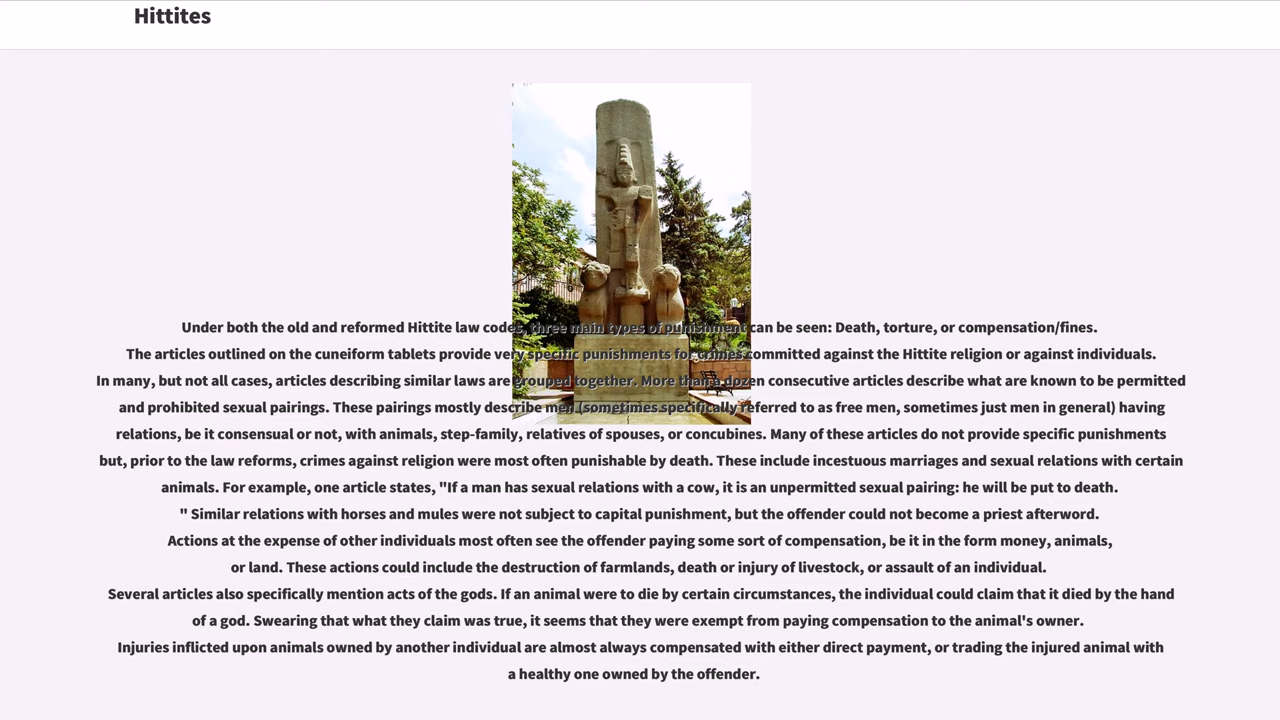 Hittites
Under both the old and reformed Hittite law codes, three main types of punishment can be seen: Death, torture, or compensation/fines.
The articles outlined on the cuneiform tablets provide very specific punishments for crimes committed against the Hittite religion or against individuals.
In many, but not all cases, articles describing similar laws are grouped together. More than a dozen consecutive articles describe what are known to be permitted
and prohibited sexual pairings. These pairings mostly describe men (sometimes specifically referred to as free men, sometimes just men in general) having
relations, be it consensual or not, with animals, step-family, relatives of spouses, or concubines. Many of these articles do not provide specific punishments
but, prior to the law reforms, crimes against religion were most often punishable by death. These include incestuous marriages and sexual relations with certain
animals. For example, one article states, "If a man has sexual relations with a cow, it is an unpermitted sexual pairing: he will be put to death.
" Similar relations with horses and mules were not subject to capital punishment, but the offender could not become a priest afterword.
Actions at the expense of other individuals most often see the offender paying some sort of compensation, be it in the form money, animals,
or land. These actions could include the destruction of farmlands, death or injury of livestock, or assault of an individual.
Several articles also specifically mention acts of the gods. If an animal were to die by certain circumstances, the individual could claim that it died by the hand
of a god. Swearing that what they claim was true, it seems that they were exempt from paying compensation to the animal's owner.
Injuries inflicted upon animals owned by another individual are almost always compensated with either direct payment, or trading the injured animal with
a healthy one owned by the offender.